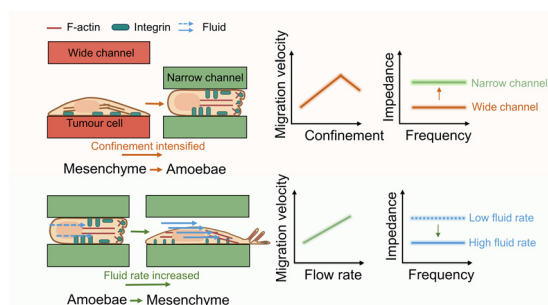 F-actin Integrin Fluid
Wide channel
Narrow channel
Tumour cell
Confinement intensified
Mesenchyme Amoebae
Migration velocity
Confinement
Impedance
Frequency
Narrow channel
Wide channel
Fluid rate increased
Amoebae Mesenchyme
Migration velocity
Flow rate
Impedance
Frequency
Low fluid rate
High fluid rate